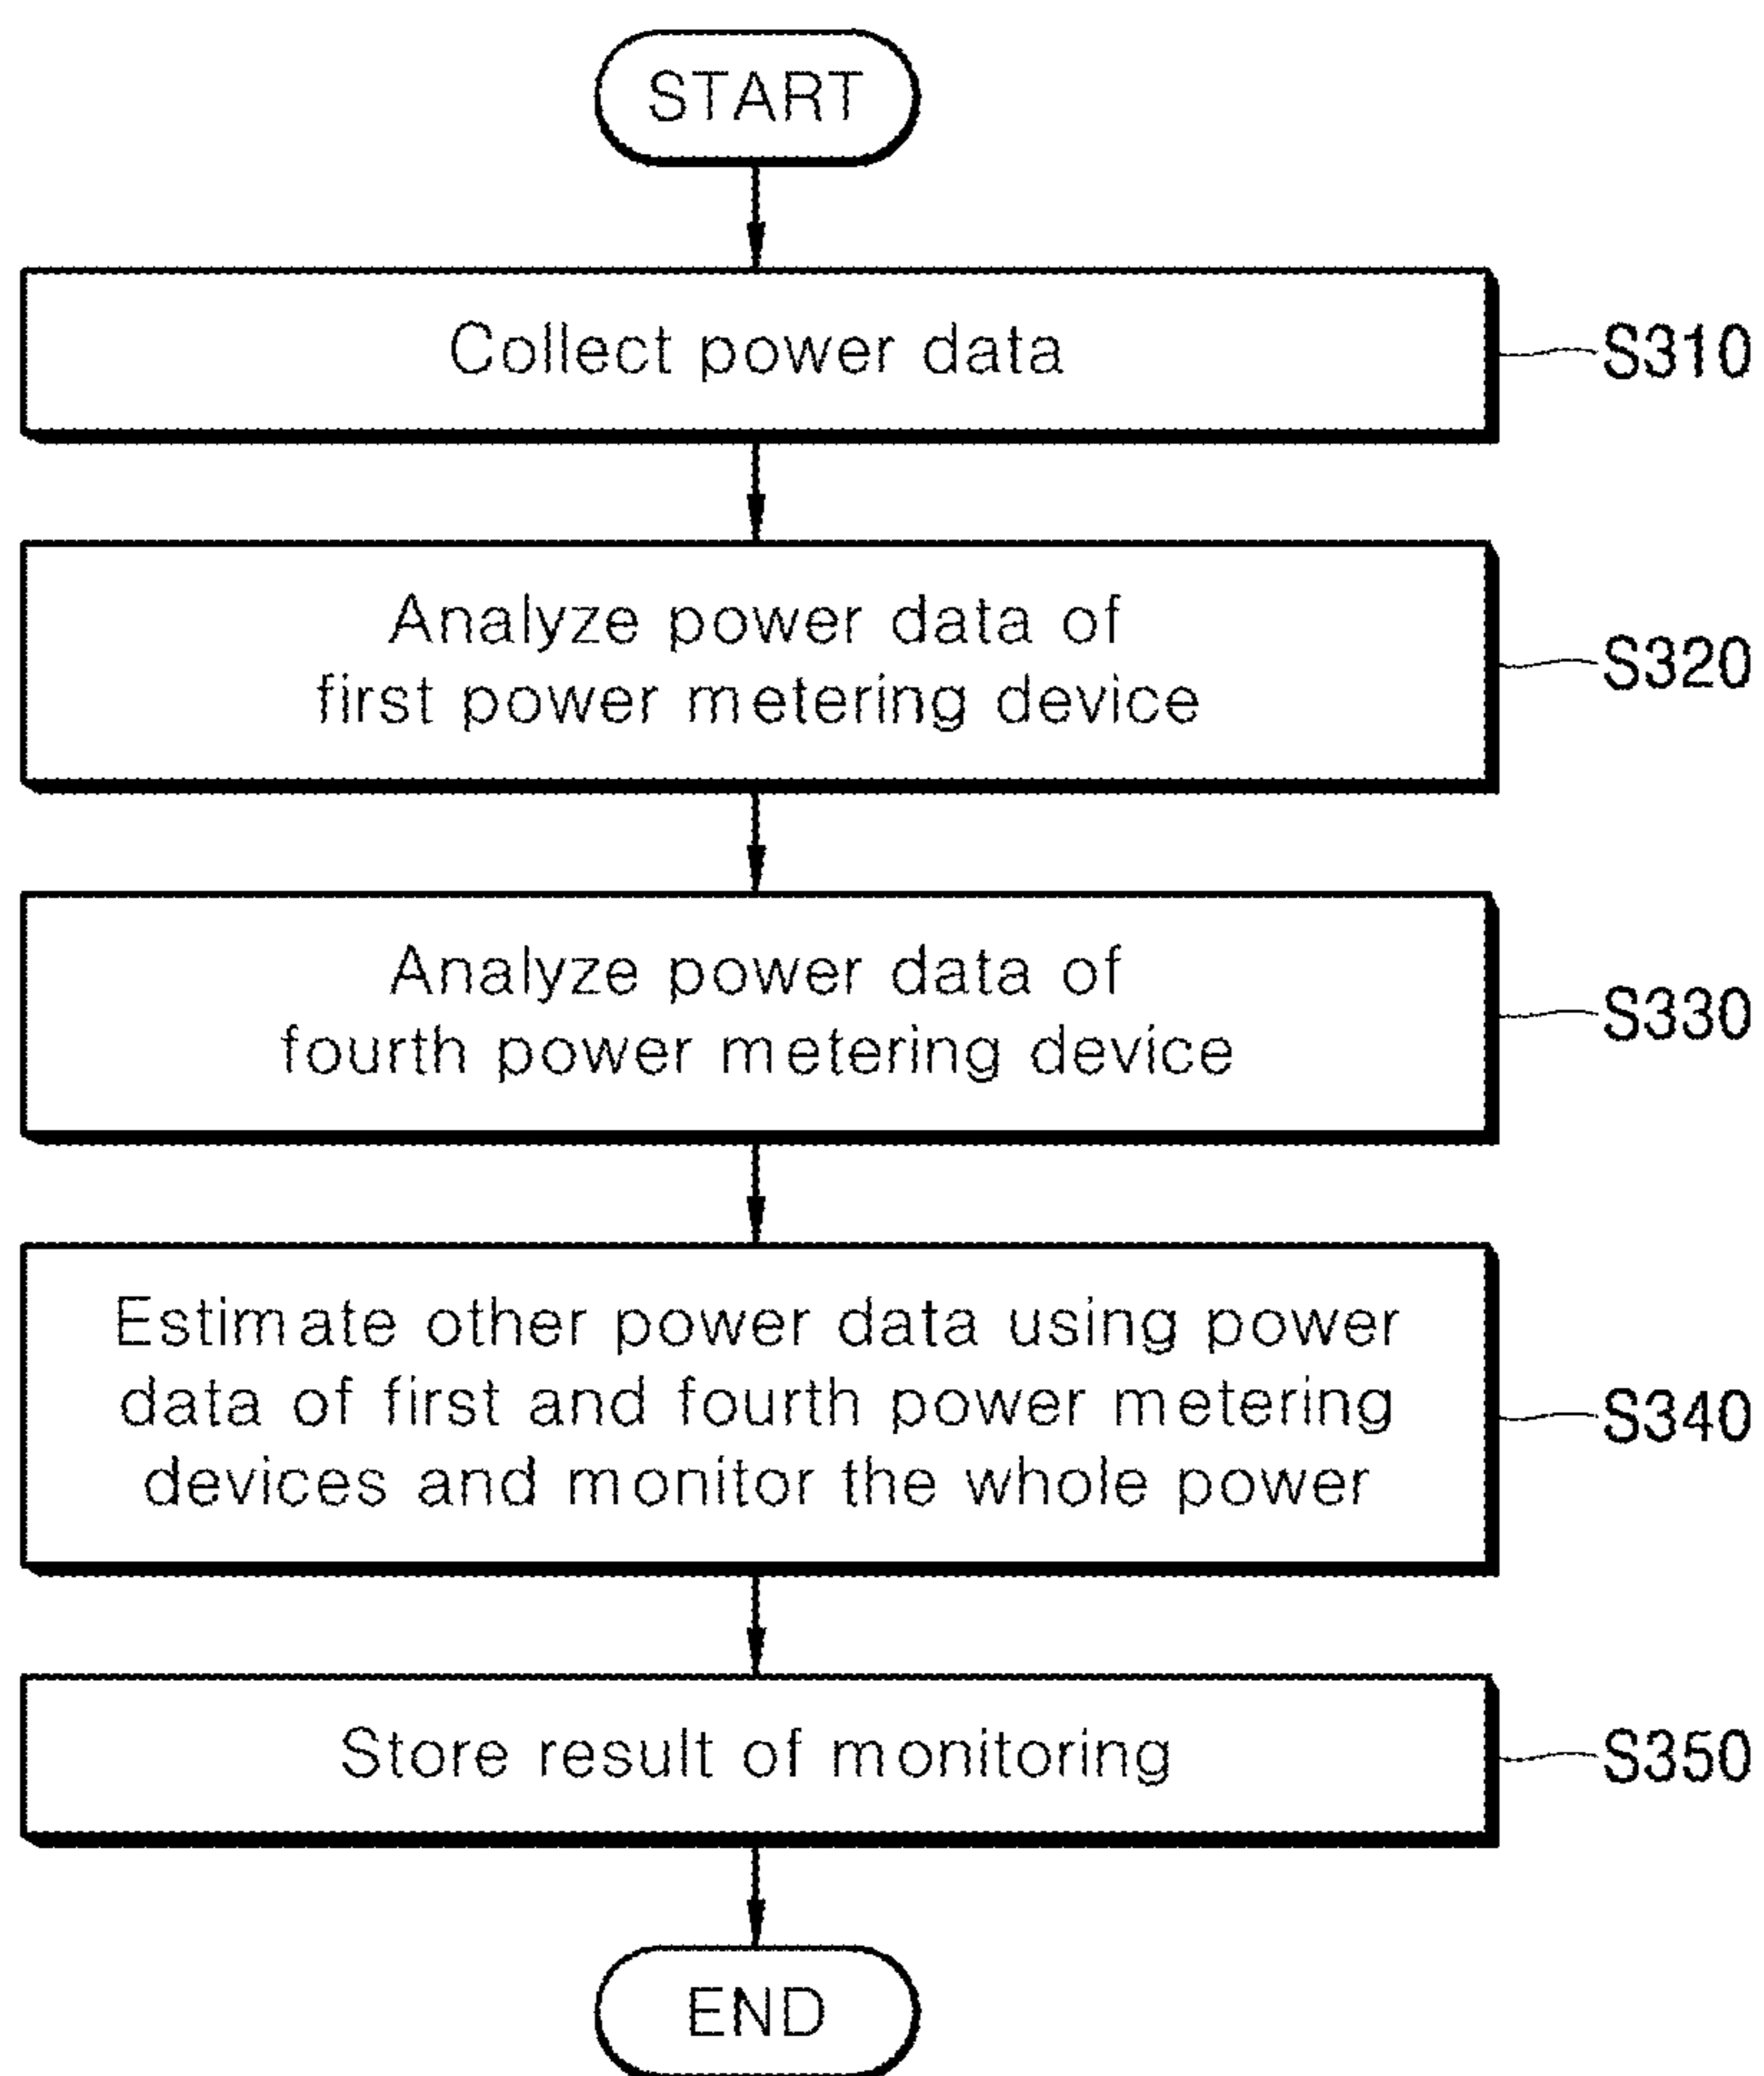 START
Collect power data
S310
Analyze power data of
first power metering device
S320
Analyze power data of
fourth power metering device
S330
Estimate other power data using power
data of first and fourth power metering
devices and monitor the whole power
S340
Store result of monitoring
S350
END